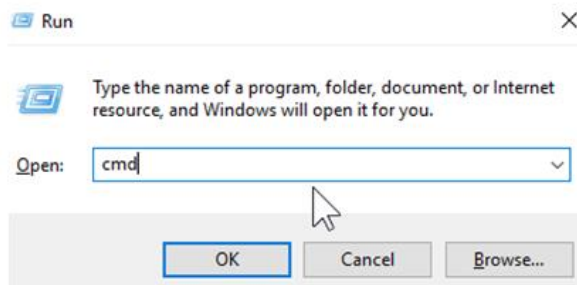 Run
Type the name of a program, folder, document, or Internet
resource, and Windows will open it for you.
Open: cmd
OK Cancel Browse...